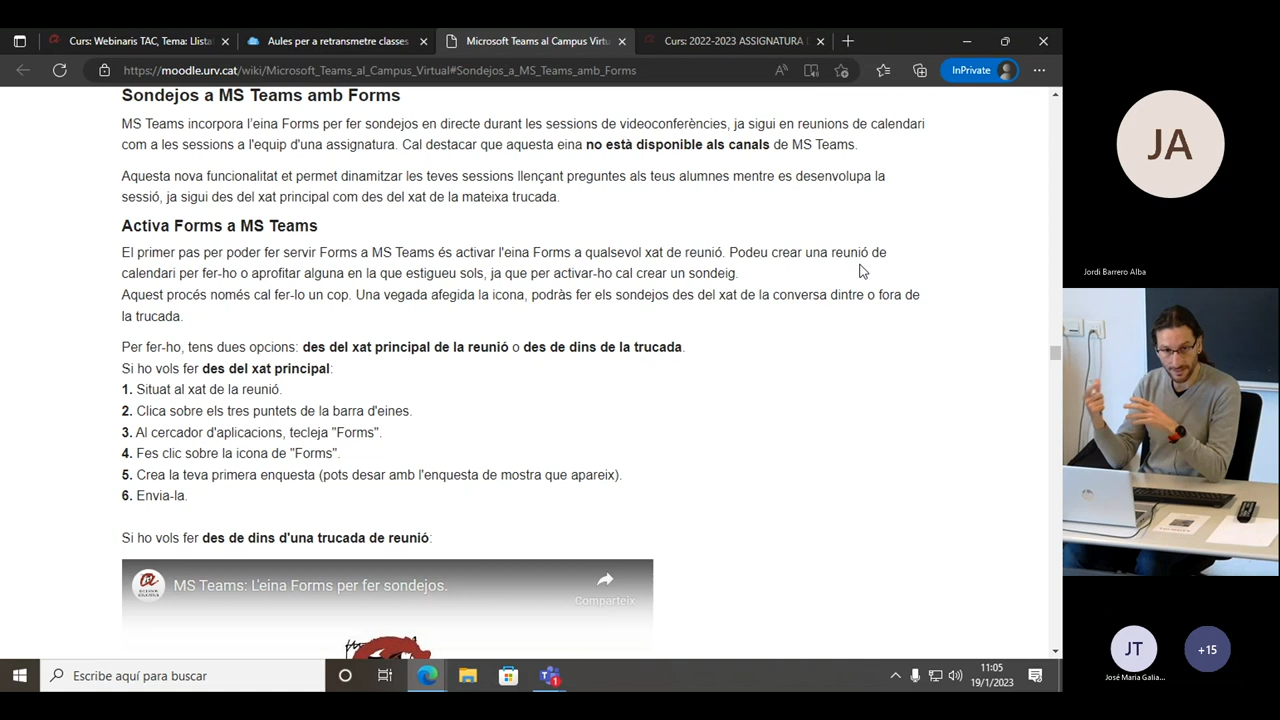 Curs: Webinaris TAC, Tema: Llista
Aules per a retransmetre classes
Microsoft Teams al Campus Virtu
Curs: 2022-2023 ASSIGNATURA
https://moodle.urv.cat/wiki/Microsoft_Teams_al_Campus_Virtual#Sondejos_a_MS_Teams_amb_Forms
InPrivate
Sondejos a MS Teams amb Forms
MS Teams incorpora l'eina Forms per fer sondejos en directe durant les sessions de videoconferències, ja sigui en reunions de calendari
com a les sessions a l'equip d'una assignatura. Cal destacar que aquesta eina no està disponible als canals de MS Teams.
Aquesta nova funcionalitat et permet dinamitzar les teves sessions llençant preguntes als teus alumnes mentre es desenvolupa la
sessió, ja sigui des del xat principal com des del xat de la mateixa trucada.
Activa Forms a MS Teams
El primer pas per poder fer servir Forms a MS Teams és activar l'eina Forms a qualsevol xat de reunió. Podeu crear una reunió de
calendari per fer-ho o aprofitar alguna en la que estigueu sols, ja que per activar-ho cal crear un sondeig.
Aquest procés només cal fer-lo un cop. Una vegada afegida la icona, podràs fer els sondejos des del xat de la conversa dintre o fora de
la trucada.
Per fer-ho, tens dues opcions: des del xat principal de la reunió o des de dins de la trucada.
Si ho vols fer des del xat principal:
1. Situat al xat de la reunió.
2. Clica sobre els tres puntets de la barra d'eines.
3. Al cercador d'aplicacions, tecleja "Forms".
4. Fes clic sobre la icona de "Forms".
5. Crea la teva primera enquesta (pots desar amb l'enquesta de mostra que apareix).
6. Envia-la.
Si ho vols fer des de dins d'una trucada de reunió:
MS Teams: L'eina Forms per fer sondejos.
Comparteix
Escribe aquí para buscar
1
11:05
19/1/2023
JA
Jordi Barrero Alba
JT
José Maria Galia...
+15